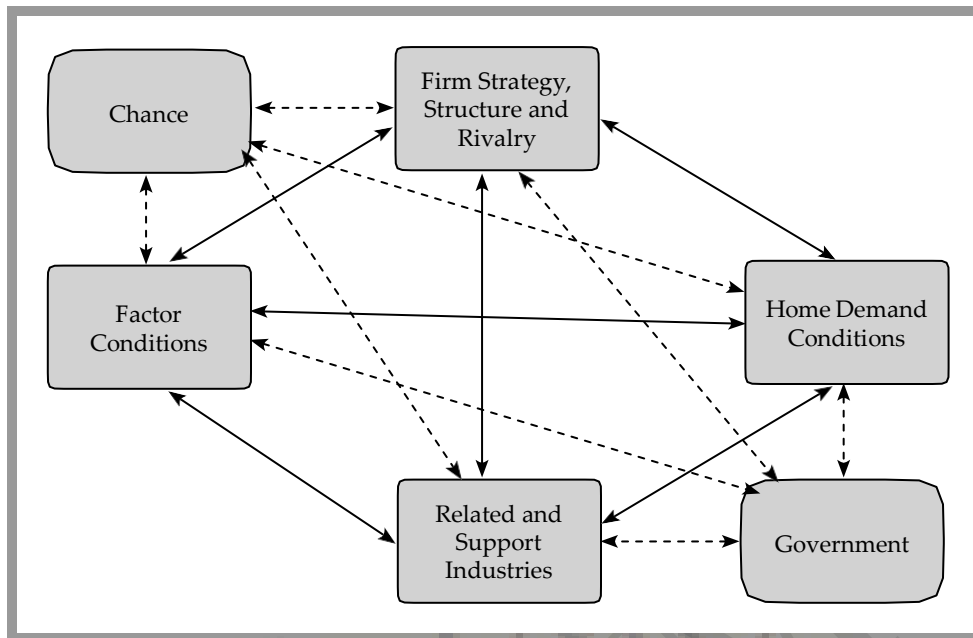 Chance
Firm Strategy,
Structure and
Rivalry
Factor
Conditions
Home Demand
Conditions
Related and
Support
Industries
Government